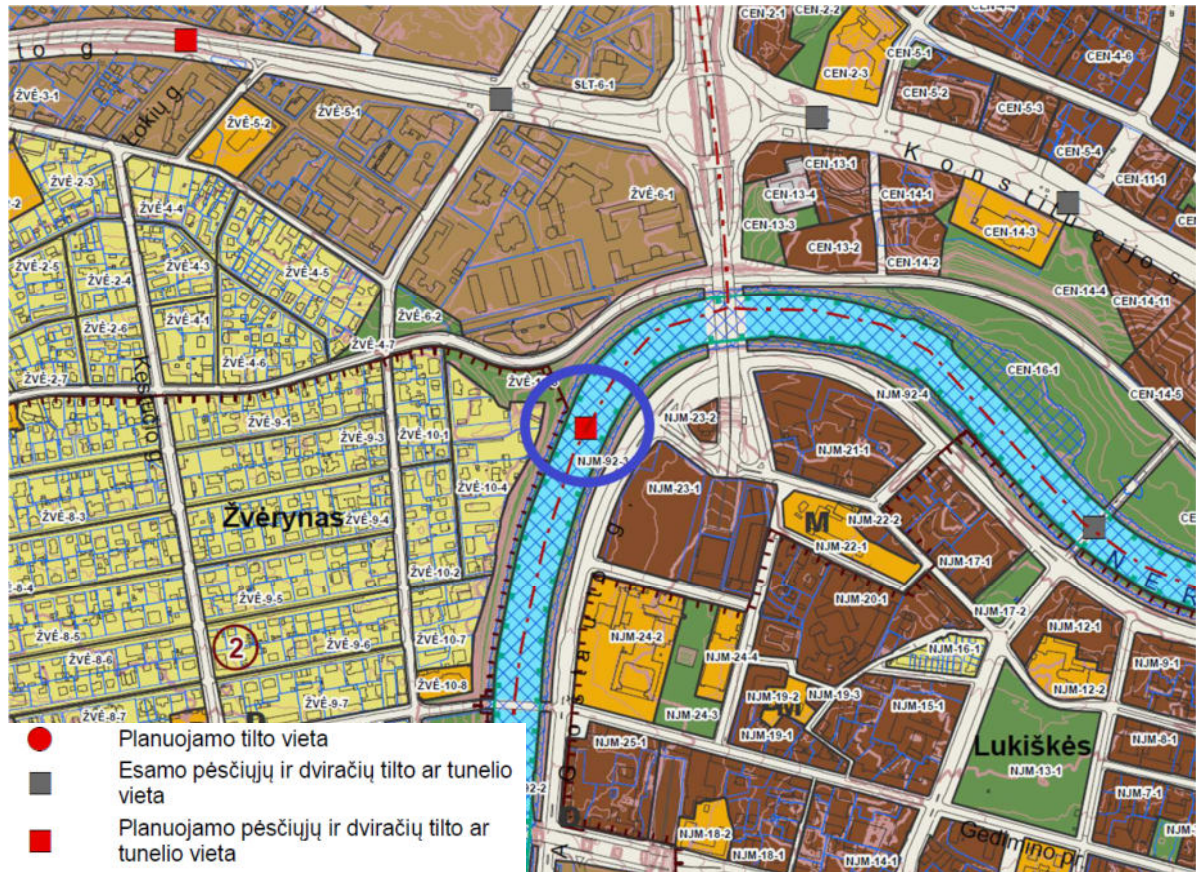 to g.
CEN-2-1
CEN-2-2
CEN-4-4
CEN-5-1
CEN-4-6
CEN-2-3
SLT-6-1
CEN-5-2
CEN-5-3
ŽVĖ-3-1
Lokių g.
ŽVĖ-5-1
ŽVĖ-5-2
CEN-5-4
CEN-11-1
Konstitucijos
CEN-13-1
CEN-13-4
CEN-14-1
ŽVĖ-2-3
ŽVĖ-4-4
ŽVĖ-6-1
CEN-13-3
CEN-14-3
CEN-13-2
ŽVĖ-2-5
ŽVĖ-4-3
ŽVĖ-4-5
ŽVĖ-2-4
CEN-14-2
CEN-14-4
CEN-14-11
ŽVĖ-4-1
ŽVĖ-6-2
ŽVĖ-2-6
ŽVĖ-4-7
ŽVĖ-4-6
CEN-16-1
ŽVĖ-2-7
Kęstučio g.
NJM-92-4
CEN-14-5
ŽVĖ-9-1
NJM-23-2
ŽVĖ-9-3
ŽVĖ-10-1
NJM-21-1
NJM-92-3
ŽVĖ-10-4
NJM-23-1
ŽVĖ-8-3
Žvėrynas
ŽVĖ-9-4
M
NJM-22-2
NJM-22-1
NJM-17-1
ŽVĖ-10-2
NJM-20-1
ŽVĖ-9-5
NJM-17-2
ŽVĖ-8-5
ŽVĖ-10-7
NJM-24-2
NJM-12-1
2
ŽVĖ-9-6
NJM-24-4
NJM-16-1
ŽVĖ-8-6
NJM-9-1
ŽVĖ-10-8
NJM-19-2
NJM-19-3
NJM-12-2
ŽVĖ-9-7
NJM-15-1
ŽVĖ-8-7
NJM-24-3
NJM-19-1
NJM-8-1
NJM-25-1
Lukiškės
NJM-13-1
NJM-7-1
NJM-18-2
Gedimino pr.
NJM-18-1
NJM-14-1
Planuojamo tilto vieta
Esamo pėsčiųjų ir dviračių tilto ar tunelio
vieta
Planuojamo pėsčiųjų ir dviračių tilto ar
tunelio vieta